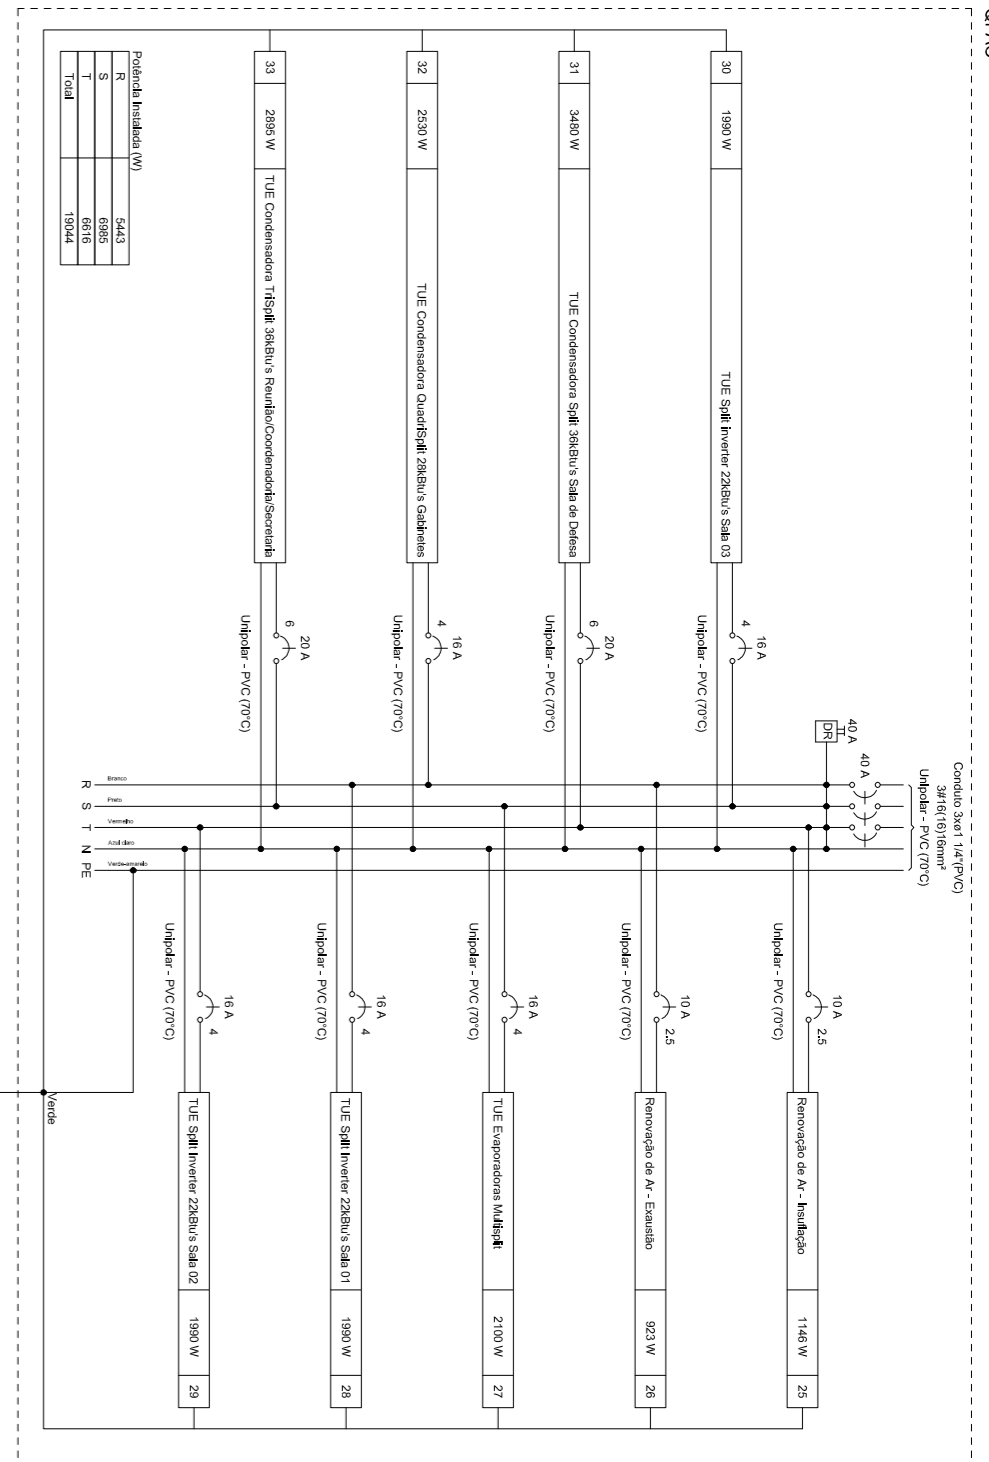 Conduto 3xø1 1/4"(PVC)
3#16(16)16mm²
Unipolar - PVC (70°C)
40 A
40 A
DR
30
1990 W
TUE Split inverter 22kBtu's Sala 03
16 A
4
Unipolar - PVC (70°C)
31
3480 W
TUE Condensadora Split 36kBtu's Sala de Defesa
20 A
6
Unipolar - PVC (70°C)
32
2530 W
TUE Condensadora QuadriSplit 28kBtu's Gabinetes
16 A
4
Unipolar - PVC (70°C)
33
2895 W
TUE Condensadora TriSplit 36kBtu's Reunião/Coordenadoria/Secretaria
20 A
6
Unipolar - PVC (70°C)
10 A
2.5
Unipolar - PVC (70°C)
Renovação de Ar - Insuflação
1146 W
25
10 A
2.5
Unipolar - PVC (70°C)
Renovação de Ar - Exaustão
923 W
26
16 A
4
Unipolar - PVC (70°C)
TUE Evaporadoras Multisplit
2100 W
27
16 A
4
Unipolar - PVC (70°C)
TUE Split Inverter 22kBtu's Sala 01
1990 W
28
16 A
4
Unipolar - PVC (70°C)
TUE Split Inverter 22kBtu's Sala 02
1990 W
29
Branco
R
Preto
S
Vermelho
T
Azul claro
N
Verde-amarelo
PE
Verde
Potência Instalada (W)
R 5443
S 6985
T 6616
Total 19044